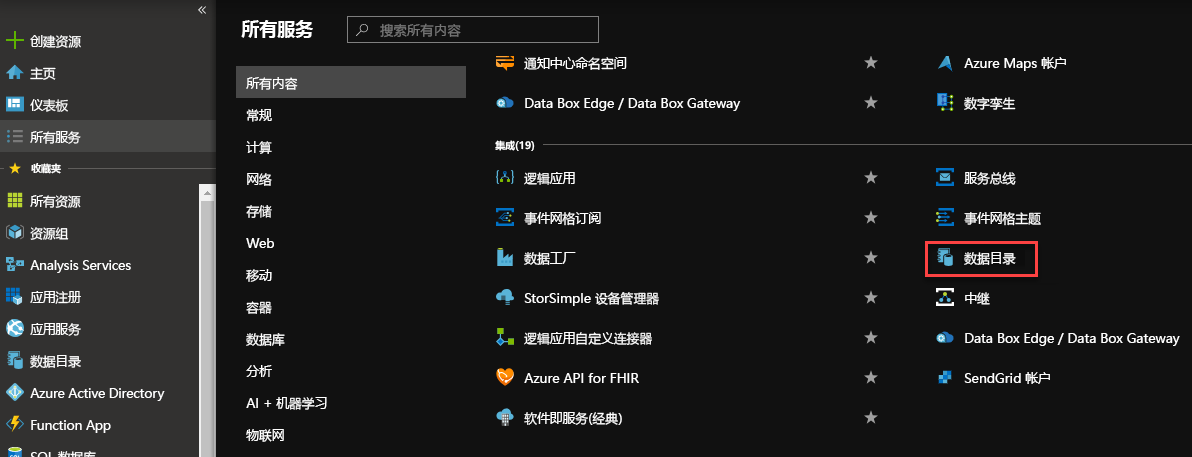 «
创建资源
主页
仪表板
所有服务
收藏夹
所有资源
资源组
Analysis Services
应用注册
应用服务
数据目录
Azure Active Directory
Function App
SQL 数据库
所有服务
搜索所有内容
所有内容
常规
计算
网络
存储
Web
移动
容器
数据库
分析
AI + 机器学习
物联网
通知中心命名空间
Azure Maps 帐户
Data Box Edge / Data Box Gateway
数字孪生
集成(19)
逻辑应用
服务总线
事件网格订阅
事件网格主题
数据工厂
数据目录
StorSimple 设备管理器
中继
逻辑应用自定义连接器
Data Box Edge / Data Box Gateway
Azure API for FHIR
SendGrid 帐户
软件即服务(经典)